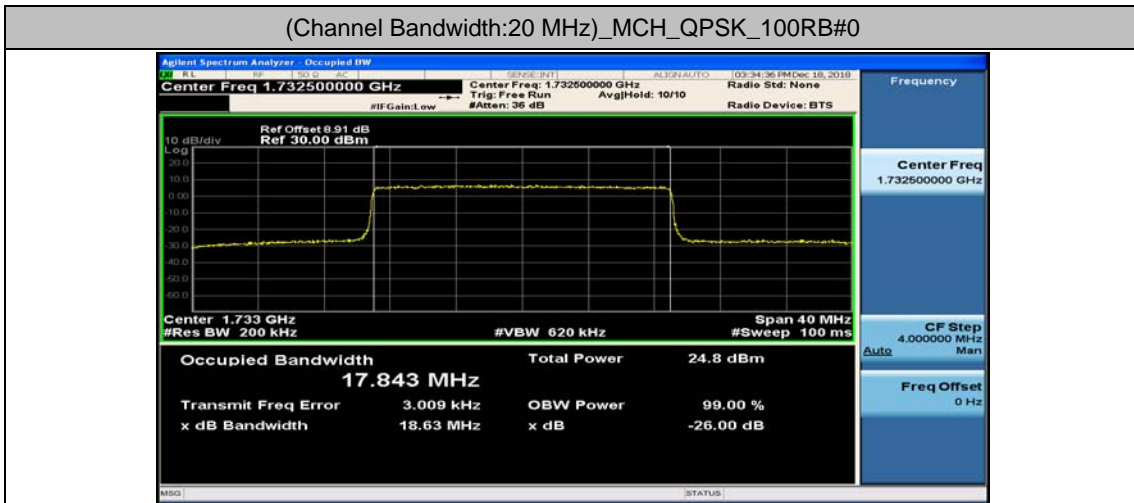 (Channel Bandwidth:20 MHz)_MCH_QPSK_100RB#0
Agilent Spectrum Analyzer - Occupied BW
RL RF 50 Ω AC SENSE:INT ALIGN AUTO 03:34:36 PM Dec 18, 2018
Center Freq 1.732500000 GHz
Center Freq: 1.732500000 GHz
Radio Std: None
Trig: Free Run Avg|Hold: 10/10
#IFGain:Low #Atten: 36 dB Radio Device: BTS
Frequency
Ref Offset 8.91 dB
10 dB/div Ref 30.00 dBm
Log
20.0
10.0
0.00
-10.0
-20.0
-30.0
-40.0
-50.0
-60.0
Center Freq
1.732500000 GHz
Center 1.733 GHz Span 40 MHz
#Res BW 200 kHz #VBW 620 kHz #Sweep 100 ms
CF Step
4.000000 MHz
Auto Man
Occupied Bandwidth Total Power 24.8 dBm
17.843 MHz
Freq Offset
0 Hz
Transmit Freq Error 3.009 kHz OBW Power 99.00 %
x dB Bandwidth 18.63 MHz x dB -26.00 dB
MSG STATUS